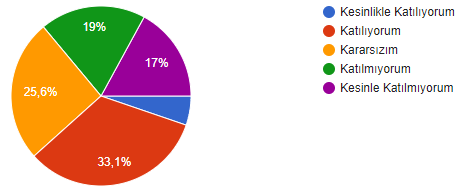 19%
17%
25,6%
33,1%
Kesinlikle Katılıyorum
Katılıyorum
Kararsızım
Katılmıyorum
Kesinle Katılmıyorum